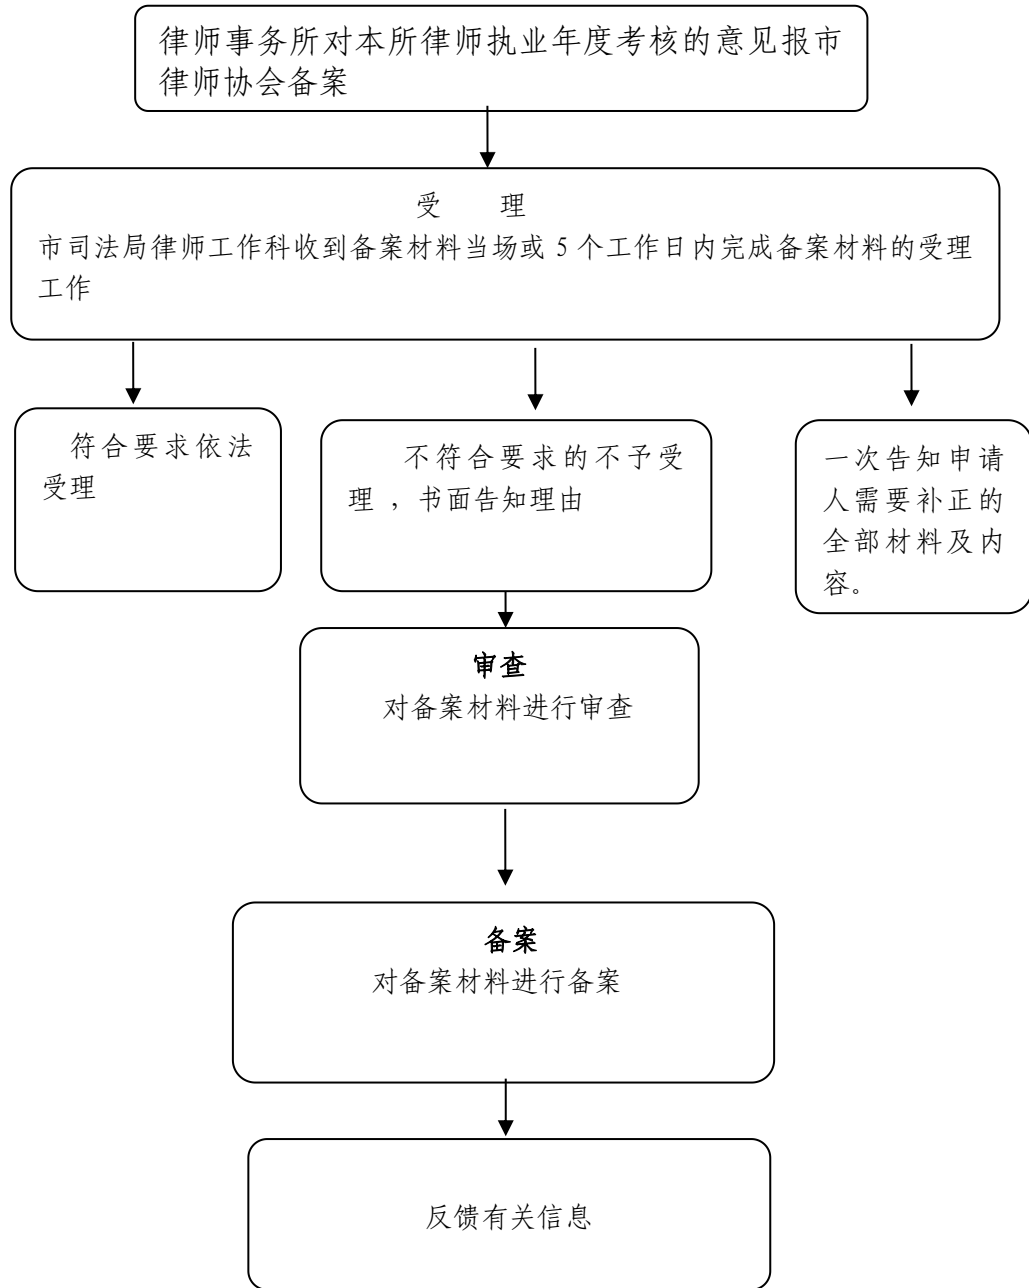 律师事务所对本所律师执业年度考核的意见报市
律师协会备案
受 理
市司法局律师工作科收到备案材料当场或 5 个工作日内完成备案材料的受理
工作
符合要求依法
受理
不符合要求的不予受
理 ，书面告知理由
一次告知申请
人需要补正的
全部材料及内
容。
审查
对备案材料进行审查
备案
对备案材料进行备案
反馈有关信息